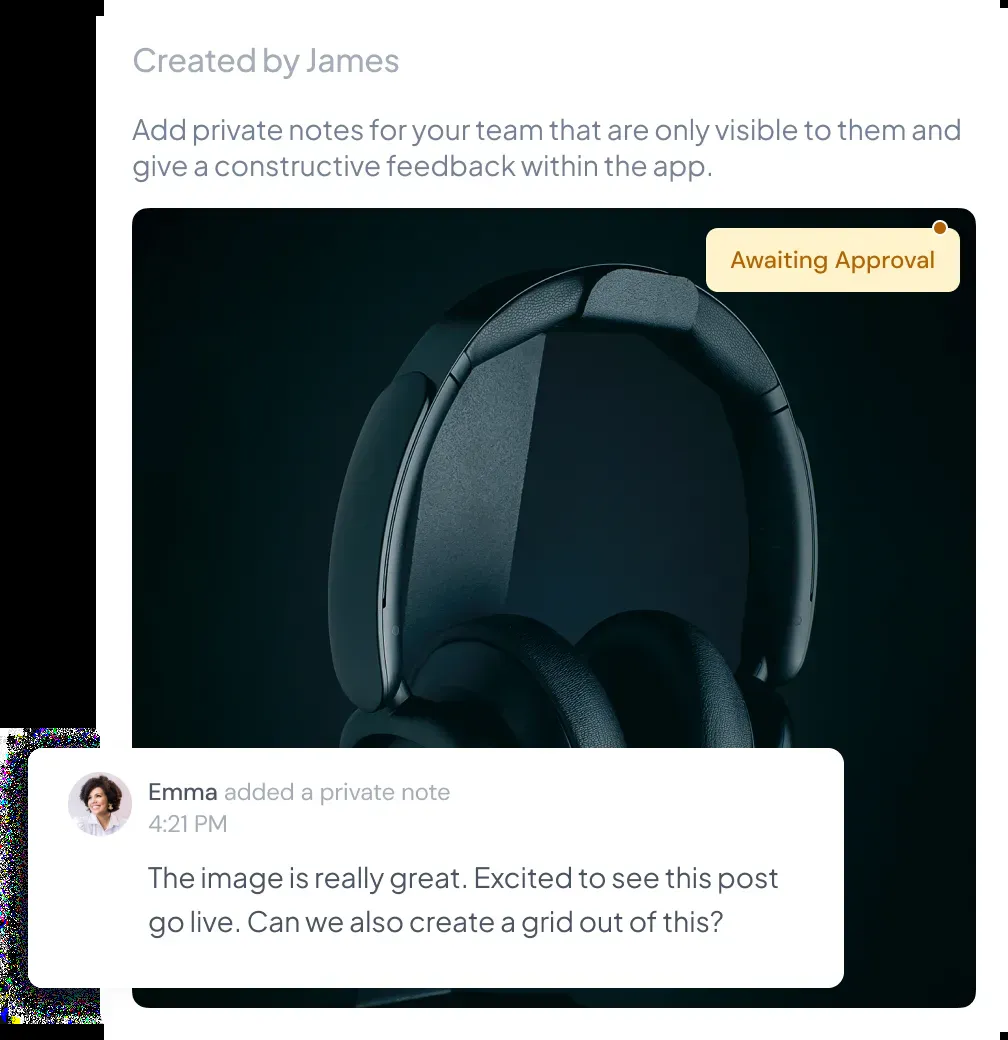 Created by James
Add private notes for your team that are only visible to them and
give a constructive feedback within the app.
Awaiting Approval
Emma added a private note
4:21 PM
The image is really great. Excited to see this post
go live. Can we also create a grid out of this?